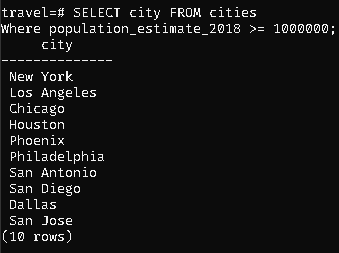 travel=# SELECT city FROM cities
Where population_estimate_2018 >= 1000000;
     city
--------------
 New York
 Los Angeles
 Chicago
 Houston
 Phoenix
 Philadelphia
 San Antonio
 San Diego
 Dallas
 San Jose
(10 rows)